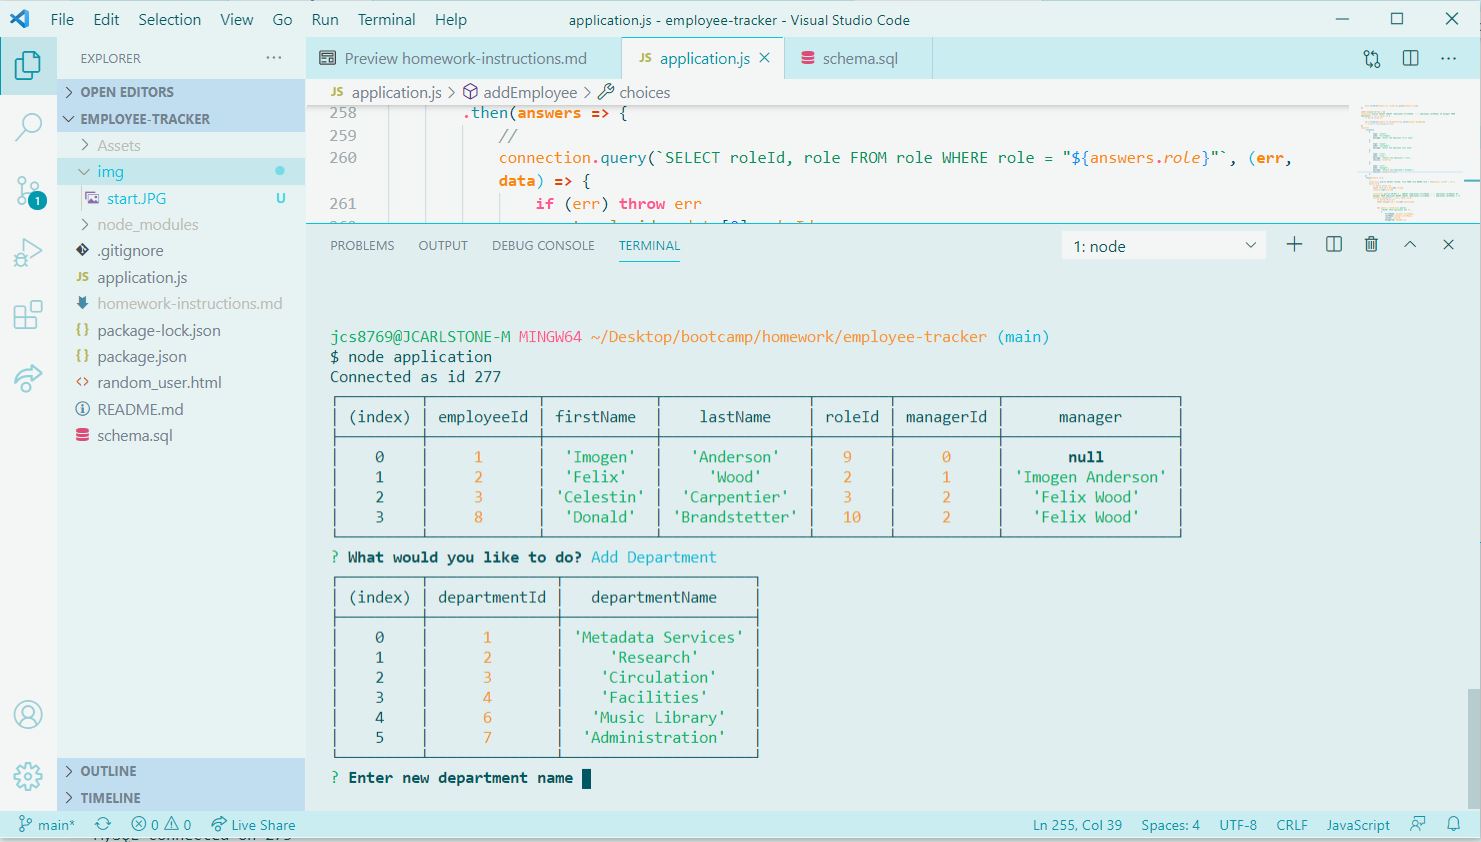 File Edit Selection View Go Run Terminal Help
application.js - employee-tracker - Visual Studio Code
EXPLORER
OPEN EDITORS
EMPLOYEE-TRACKER
Assets
img
start.JPG U
node_modules
.gitignore
JS application.js
homework-instructions.md
{} package-lock.json
{} package.json
<> random_user.html
README.md
schema.sql
OUTLINE
TIMELINE
1
Preview homework-instructions.md
JS application.js
schema.sql
JS application.js > addEmployee > choices
258 .then(answers => {
259 //
260 connection.query(`SELECT roleId, role FROM role WHERE role = "${answers.role}"`, (err,
data) => {
261 if (err) throw err
PROBLEMS OUTPUT DEBUG CONSOLE TERMINAL
1: node
jcs8769@JCARLSTONE-M MINGW64 ~/Desktop/bootcamp/homework/employee-tracker (main)
$ node application
Connected as id 277
(index) employeeId firstName lastName roleId managerId manager
0 1 'Imogen' 'Anderson' 9 0 null
1 2 'Felix' 'Wood' 2 1 'Imogen Anderson'
2 3 'Celestin' 'Carpentier' 3 2 'Felix Wood'
3 8 'Donald' 'Brandstetter' 10 2 'Felix Wood'
? What would you like to do? Add Department
(index) departmentId departmentName
0 1 'Metadata Services'
1 2 'Research'
2 3 'Circulation'
3 4 'Facilities'
4 6 'Music Library'
5 7 'Administration'
? Enter new department name
main* 0 0 Live Share
Ln 255, Col 39 Spaces: 4 UTF-8 CRLF JavaScript